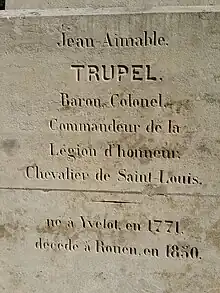 Jean-Aimable.
TRUPEL.
Baron, Colonel,
Commandeur de la
Légion d'honneur;
Chevalier de Saint-Louis.
né a Yvetot, en 1771,
décédé à Rouen, en 1850.